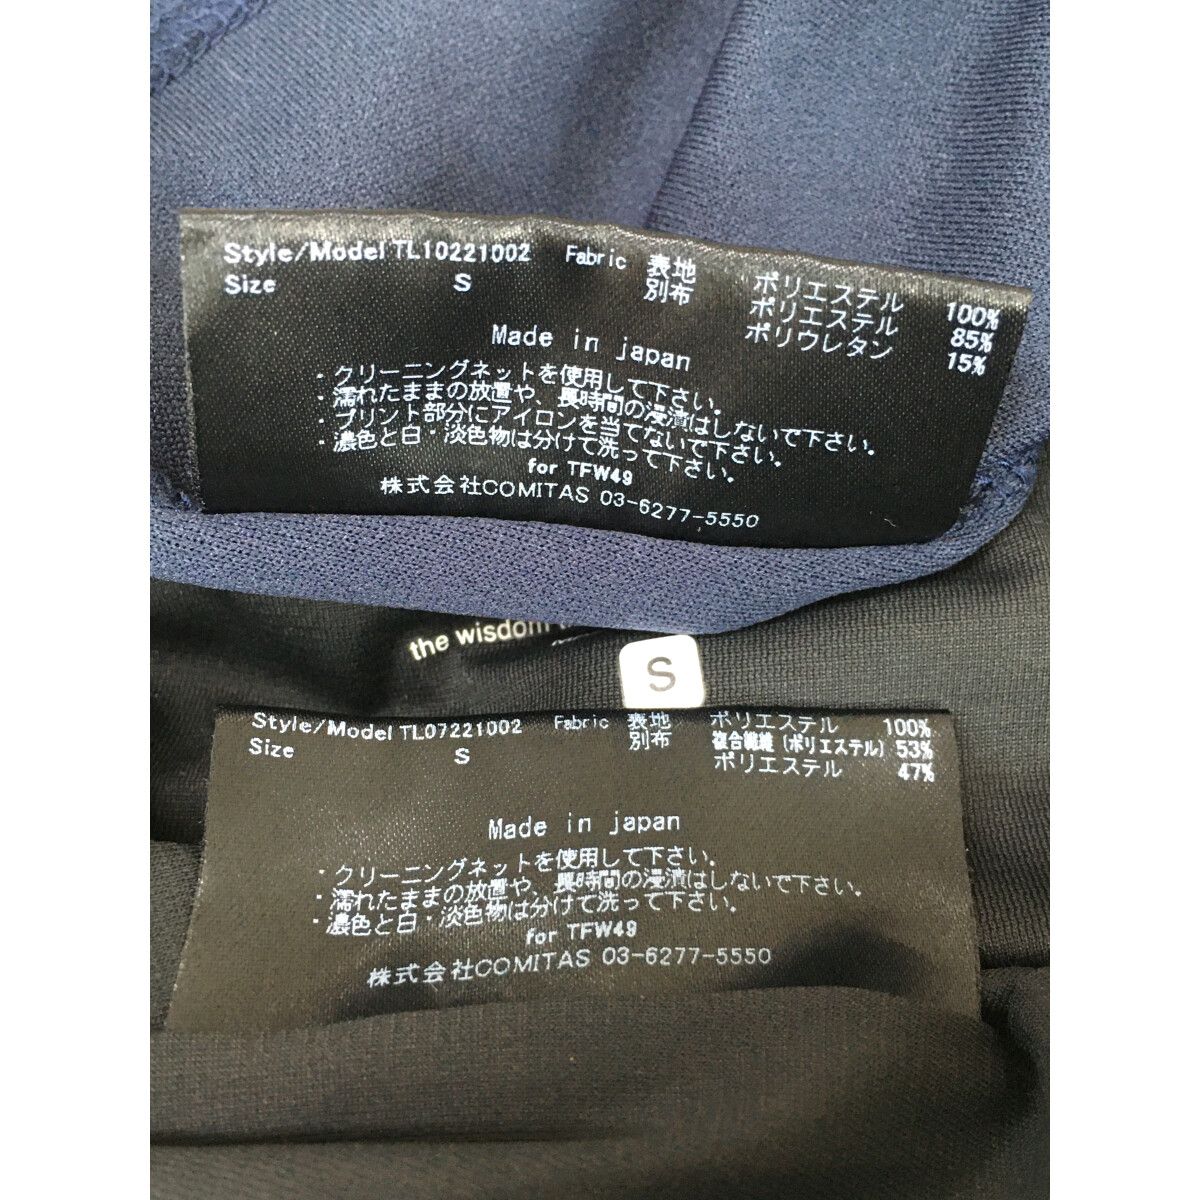 Style/Model TL10221002 Fabric 表地 ポリエステル 100%
Size S 別布 ポリエステル 85%
ポリウレタン 15%
Made in japan
・クリーニングネットを使用して下さい。
・濡れたままの放置や、長時間の浸漬はしないで下さい。
・プリント部分にアイロンを当てないで下さい。
・濃色と白・淡色物は分けて洗って下さい。
for TFW49
株式会社COMITAS 03-6277-5550
the wisdom
S
Style/Model TL07221002 Fabric 表地 ポリエステル 100%
Size S 別布 複合繊維(ポリエステル) 53%
ポリエステル 47%
Made in japan
・クリーニングネットを使用して下さい。
・濡れたままの放置や、長時間の浸漬はしないで下さい。
・濃色と白・淡色物は分けて洗って下さい。
for TFW49
株式会社COMITAS 03-6277-5550